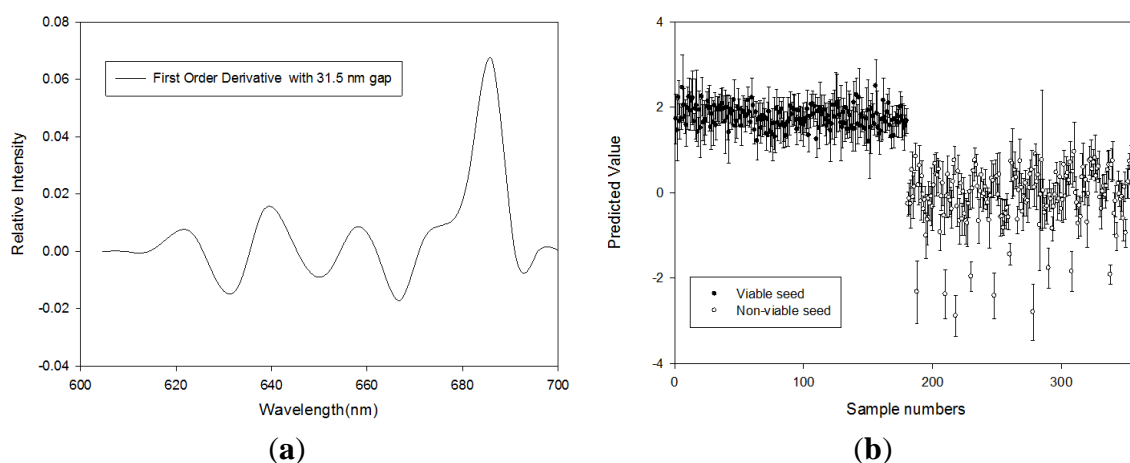 0.08
0.06
0.04
0.02
0.00
-0.02
-0.04
Relative Intensity
First Order Derivative with 31.5 nm gap
600
620
640
660
680
700
Wavelength(nm)
(a)
4
2
0
-2
-4
Predicted Value
Viable seed
Non-viable seed
0
100
200
300
Sample numbers
(b)